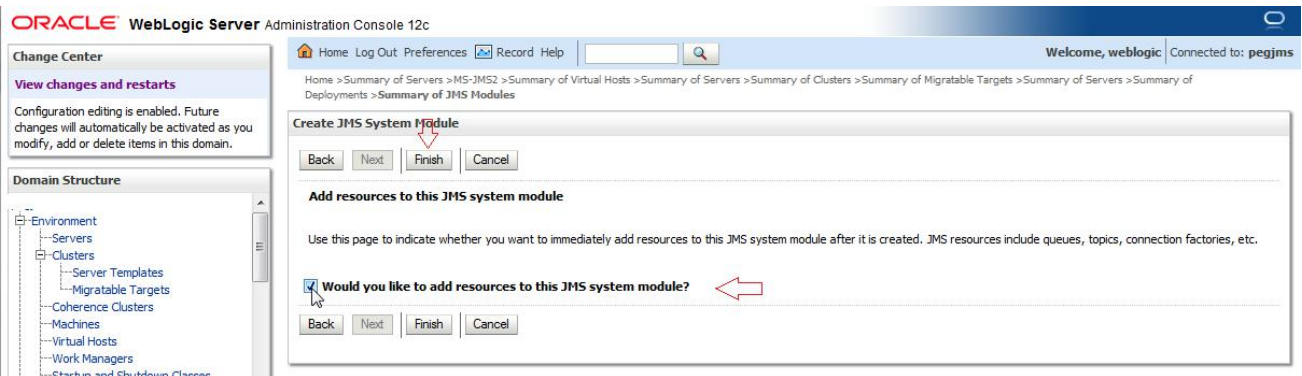 ORACLE WebLogic Server Administration Console 12c
Change Center
View changes and restarts
Configuration editing is enabled. Future
changes will automatically be activated as you
modify, add or delete items in this domain.
Domain Structure
Environment
Servers
Clusters
Server Templates
Migratable Targets
Coherence Clusters
Machines
Virtual Hosts
Work Managers
Startup and Shutdown Classes
Home Log Out Preferences Record Help
Welcome, weblogic Connected to: pegjms
Home >Summary of Servers >MS-JMS2 >Summary of Virtual Hosts >Summary of Servers >Summary of Clusters >Summary of Migratable Targets >Summary of Servers >Summary of
Deployments >Summary of JMS Modules
Create JMS System Module
Back Next Finish Cancel
Add resources to this JMS system module
Use this page to indicate whether you want to immediately add resources to this JMS system module after it is created. JMS resources include queues, topics, connection factories, etc.
Would you like to add resources to this JMS system module?
Back Next Finish Cancel